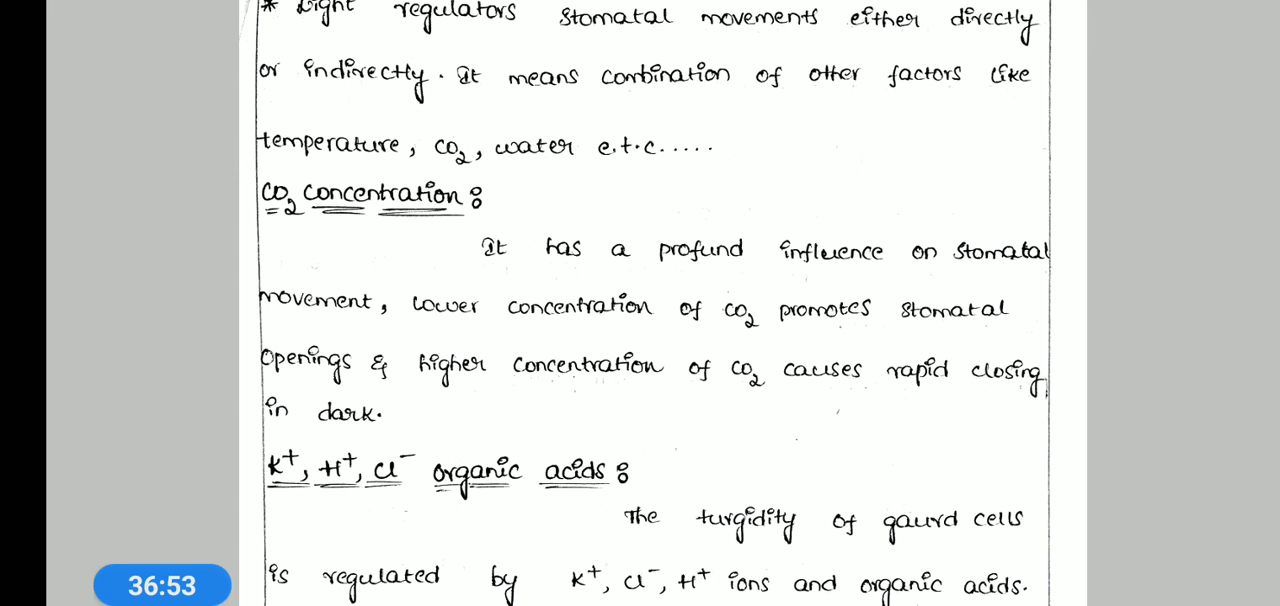 * Light regulators stomatal movements either directly
or indirectly. It means combination of other factors like
temperature, CO₂, water e.t.c.....
CO₂ concentration :
It has a profund influence on stomatal
movement, lower concentration of CO₂ promotes stomatal
openings & higher concentration of CO₂ causes rapid closing
in dark.
K⁺, H⁺, Cl⁻ organic acids :
The turgidity of gaurd cells
is regulated by K⁺, Cl⁻, H⁺ ions and organic acids.
36:53